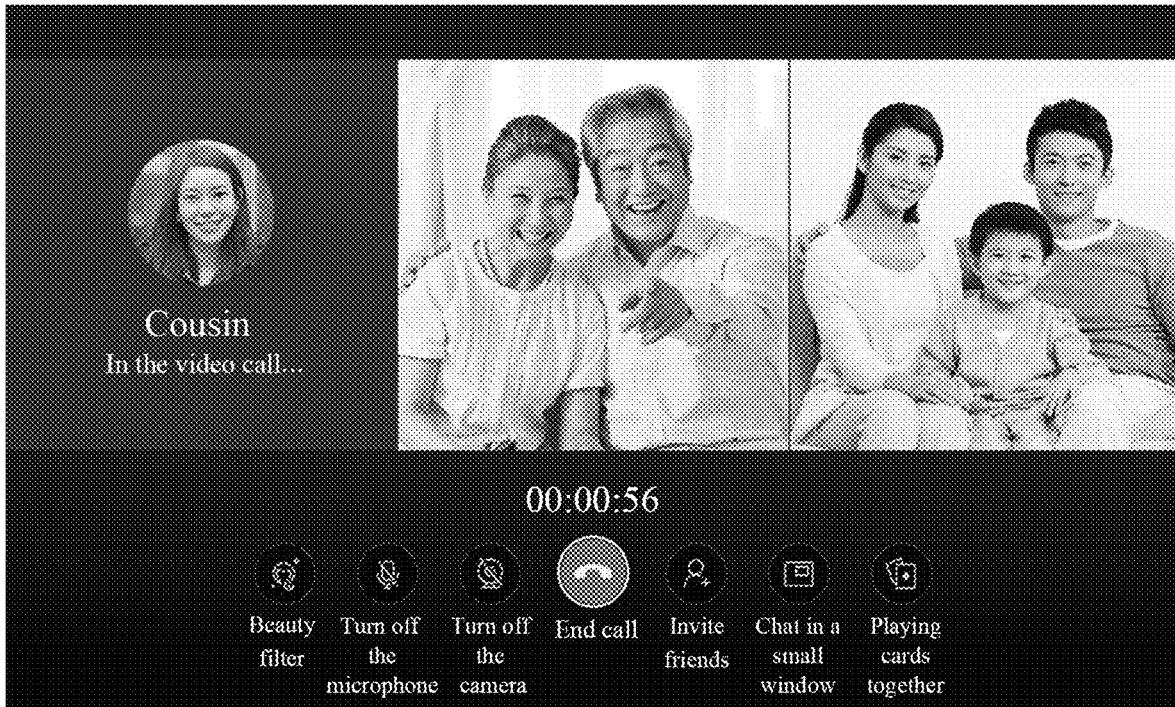 Cousin
In the video call...
00:00:56
Beauty
filter
Turn off
the
microphone
Turn off
the
camera
End call
Invite
friends
Chat in a
small
window
Playing
cards
together